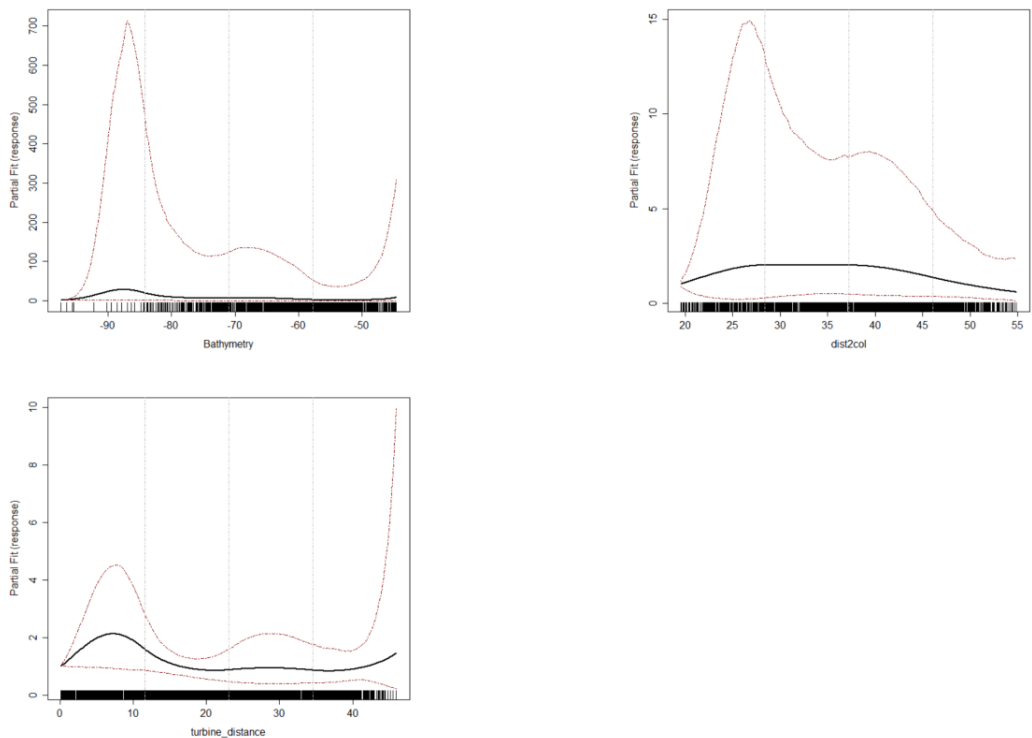 700
600
500
400
300
200
100
0
Partial Fit (response)
-90 -80 -70 -60 -50
Bathymetry
15
10
5
0
Partial Fit (response)
20 25 30 35 40 45 50 55
dist2col
10
8
6
4
2
0
Partial Fit (response)
0 10 20 30 40
turbine_distance